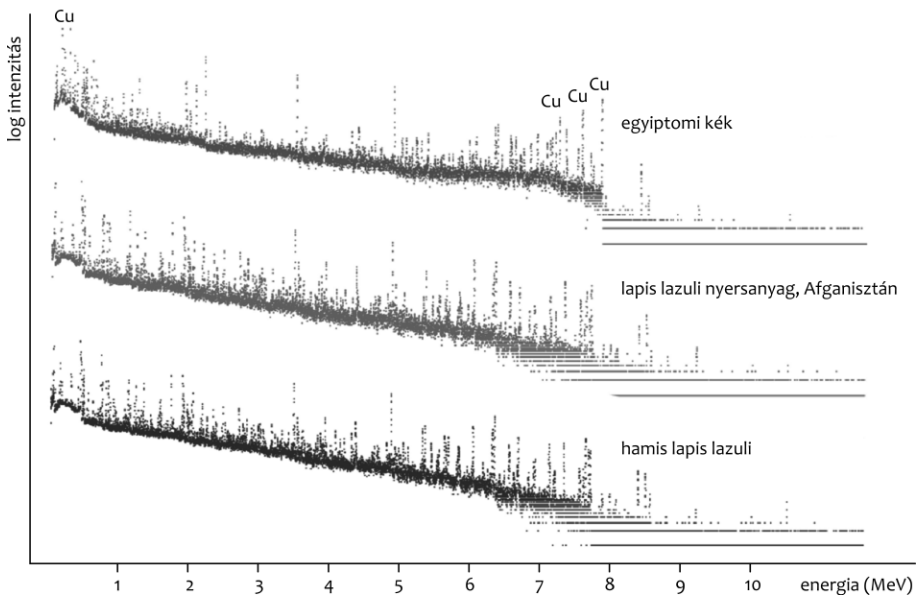 Cu
log intenzitás
Cu
Cu
Cu
egyiptomi kék
lapis lazuli nyersanyag, Afganisztán
hamis lapis lazuli
1 2 3 4 5 6 7 8 9 10 energia (MeV)